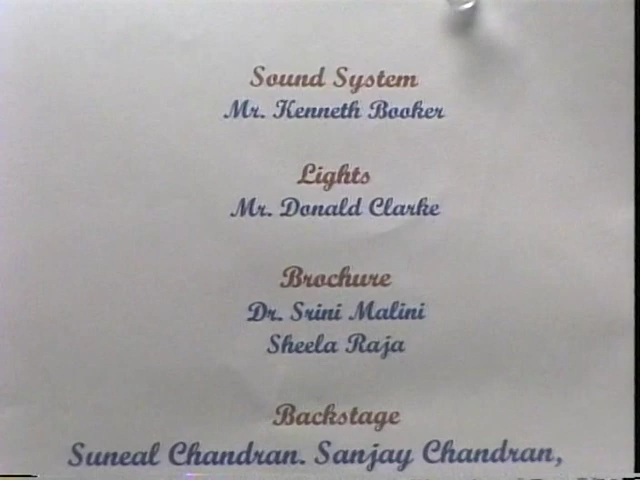 Sound System
Mr. Kenneth Booker
Lights
Mr. Donald Clarke
Brochure
Dr. Srini Malini
Sheela Raja
Backstage
Suneal Chandran. Sanjay Chandran,